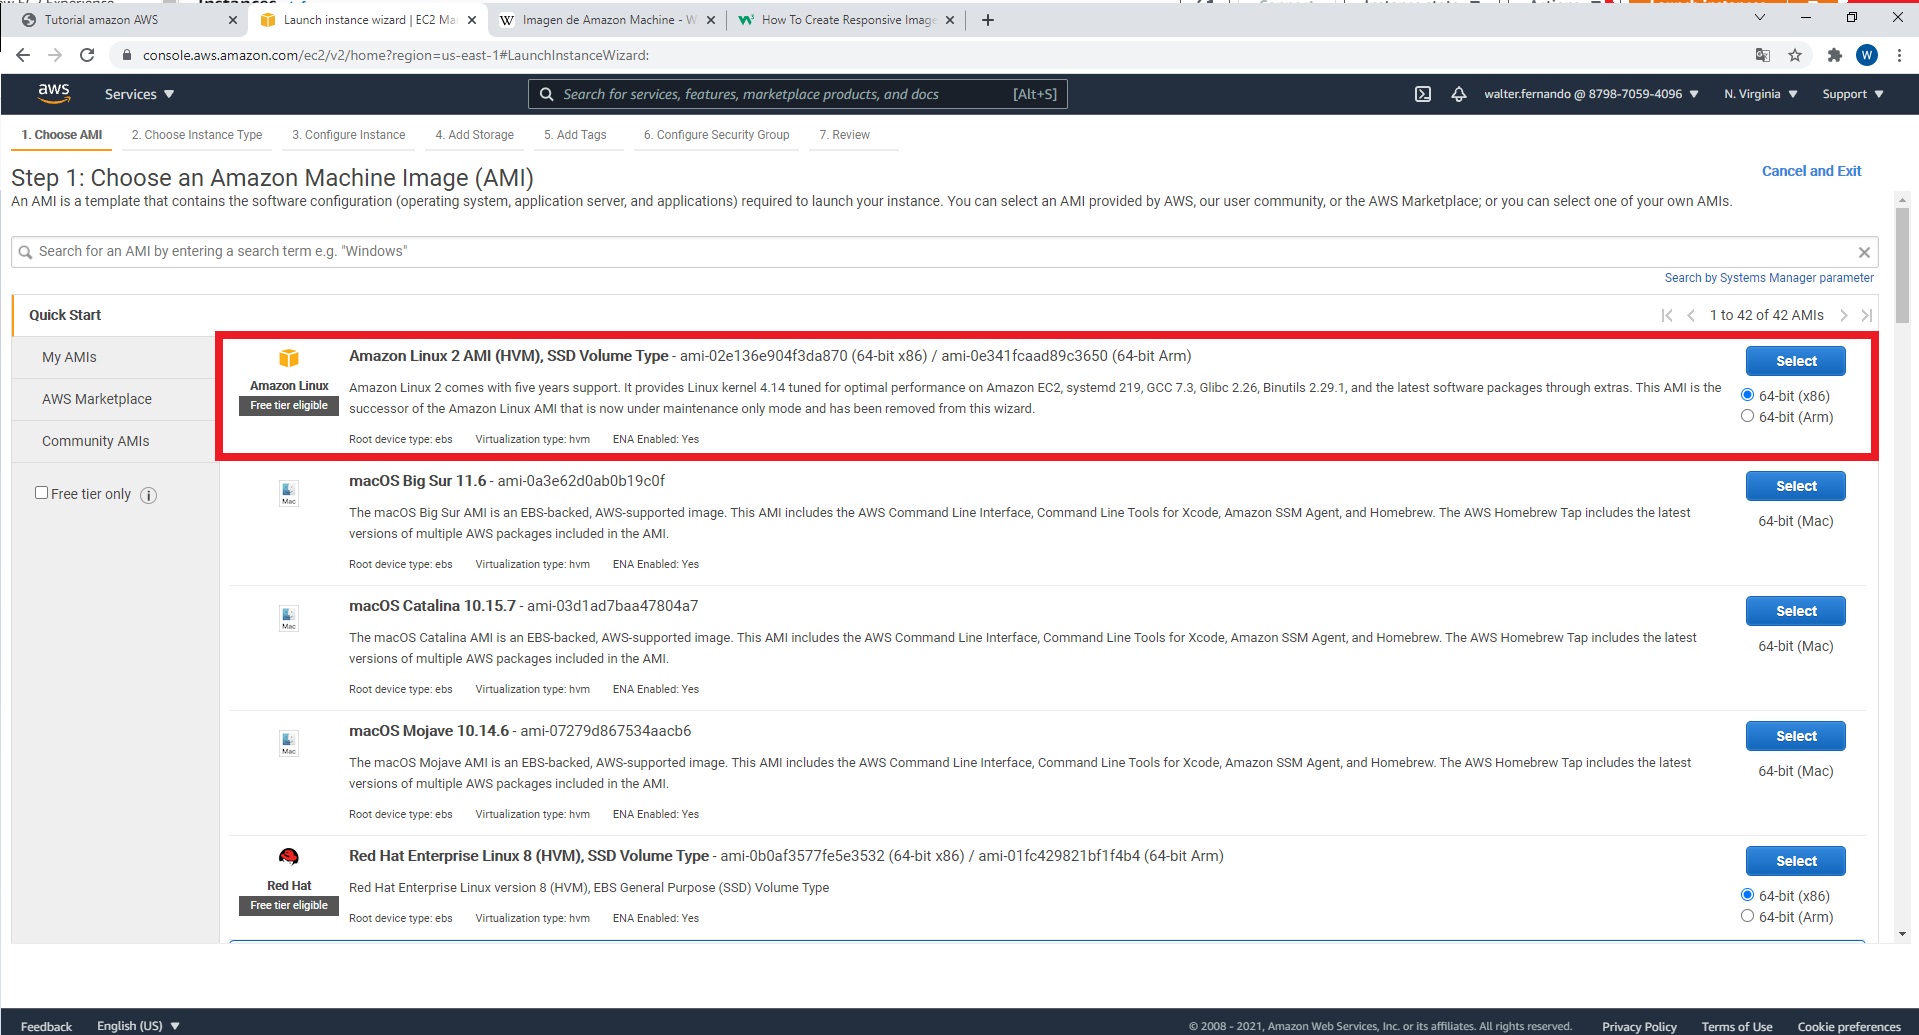 Tutorial amazon AWS
Launch instance wizard | EC2 Ma
Imagen de Amazon Machine - W
How To Create Responsive Image
console.aws.amazon.com/ec2/v2/home?region=us-east-1#LaunchInstanceWizard:
W
aws
Services
Search for services, features, marketplace products, and docs
[Alt+S]
walter.fernando @ 8798-7059-4096
N. Virginia
Support
1. Choose AMI
2. Choose Instance Type
3. Configure Instance
4. Add Storage
5. Add Tags
6. Configure Security Group
7. Review
Step 1: Choose an Amazon Machine Image (AMI)
Cancel and Exit
An AMI is a template that contains the software configuration (operating system, application server, and applications) required to launch your instance. You can select an AMI provided by AWS, our user community, or the AWS Marketplace; or you can select one of your own AMIs.
Search for an AMI by entering a search term e.g. "Windows"
Search by Systems Manager parameter
Quick Start
1 to 42 of 42 AMIs
My AMIs
AWS Marketplace
Community AMIs
Free tier only
Amazon Linux
Free tier eligible
Amazon Linux 2 AMI (HVM), SSD Volume Type - ami-02e136e904f3da870 (64-bit x86) / ami-0e341fcaad89c3650 (64-bit Arm)
Amazon Linux 2 comes with five years support. It provides Linux kernel 4.14 tuned for optimal performance on Amazon EC2, systemd 219, GCC 7.3, Glibc 2.26, Binutils 2.29.1, and the latest software packages through extras. This AMI is the
successor of the Amazon Linux AMI that is now under maintenance only mode and has been removed from this wizard.
Root device type: ebs Virtualization type: hvm ENA Enabled: Yes
Select
64-bit (x86)
64-bit (Arm)
Mac
macOS Big Sur 11.6 - ami-0a3e62d0ab0b19c0f
The macOS Big Sur AMI is an EBS-backed, AWS-supported image. This AMI includes the AWS Command Line Interface, Command Line Tools for Xcode, Amazon SSM Agent, and Homebrew. The AWS Homebrew Tap includes the latest
versions of multiple AWS packages included in the AMI.
Root device type: ebs Virtualization type: hvm ENA Enabled: Yes
Select
64-bit (Mac)
Mac
macOS Catalina 10.15.7 - ami-03d1ad7baa47804a7
The macOS Catalina AMI is an EBS-backed, AWS-supported image. This AMI includes the AWS Command Line Interface, Command Line Tools for Xcode, Amazon SSM Agent, and Homebrew. The AWS Homebrew Tap includes the latest
versions of multiple AWS packages included in the AMI.
Root device type: ebs Virtualization type: hvm ENA Enabled: Yes
Select
64-bit (Mac)
Mac
macOS Mojave 10.14.6 - ami-07279d867534aacb6
The macOS Mojave AMI is an EBS-backed, AWS-supported image. This AMI includes the AWS Command Line Interface, Command Line Tools for Xcode, Amazon SSM Agent, and Homebrew. The AWS Homebrew Tap includes the latest
versions of multiple AWS packages included in the AMI.
Root device type: ebs Virtualization type: hvm ENA Enabled: Yes
Select
64-bit (Mac)
Red Hat
Free tier eligible
Red Hat Enterprise Linux 8 (HVM), SSD Volume Type - ami-0b0af3577fe5e3532 (64-bit x86) / ami-01fc429821bf1f4b4 (64-bit Arm)
Red Hat Enterprise Linux version 8 (HVM), EBS General Purpose (SSD) Volume Type
Root device type: ebs Virtualization type: hvm ENA Enabled: Yes
Select
64-bit (x86)
64-bit (Arm)
Feedback
English (US)
© 2008 - 2021, Amazon Web Services, Inc. or its affiliates. All rights reserved.
Privacy Policy
Terms of Use
Cookie preferences